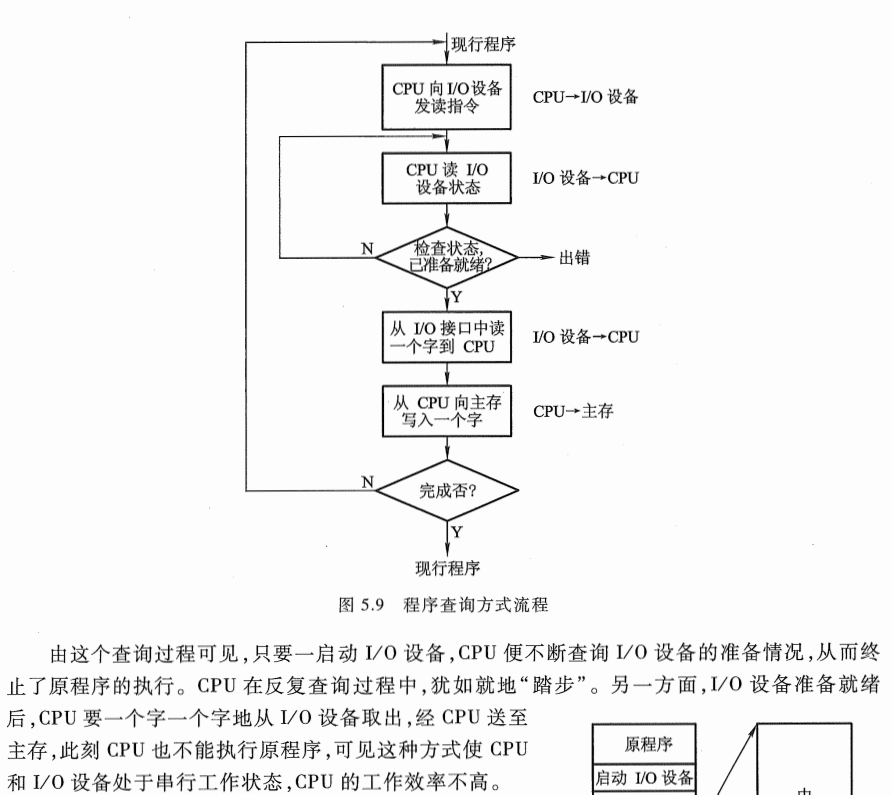 现行程序
CPU 向 I/O 设备
发读指令
CPU→I/O 设备
CPU 读 I/O
设备状态
I/O 设备→CPU
N
检查状态,
已准备就绪?
出错
Y
从 I/O 接口中读
一个字到 CPU
I/O 设备→CPU
从 CPU 向主存
写入一个字
CPU→主存
N
完成否?
Y
现行程序
图 5.9 程序查询方式流程
由这个查询过程可见,只要一启动 I/O 设备,CPU 便不断查询 I/O 设备的准备情况,从而终
止了原程序的执行。CPU 在反复查询过程中,犹如就地“踏步”。另一方面,I/O 设备准备就绪
后,CPU 要一个字一个字地从 I/O 设备取出,经 CPU 送至
主存,此刻 CPU 也不能执行原程序,可见这种方式使 CPU
和 I/O 设备处于串行工作状态,CPU 的工作效率不高。
原程序
启动 I/O 设备